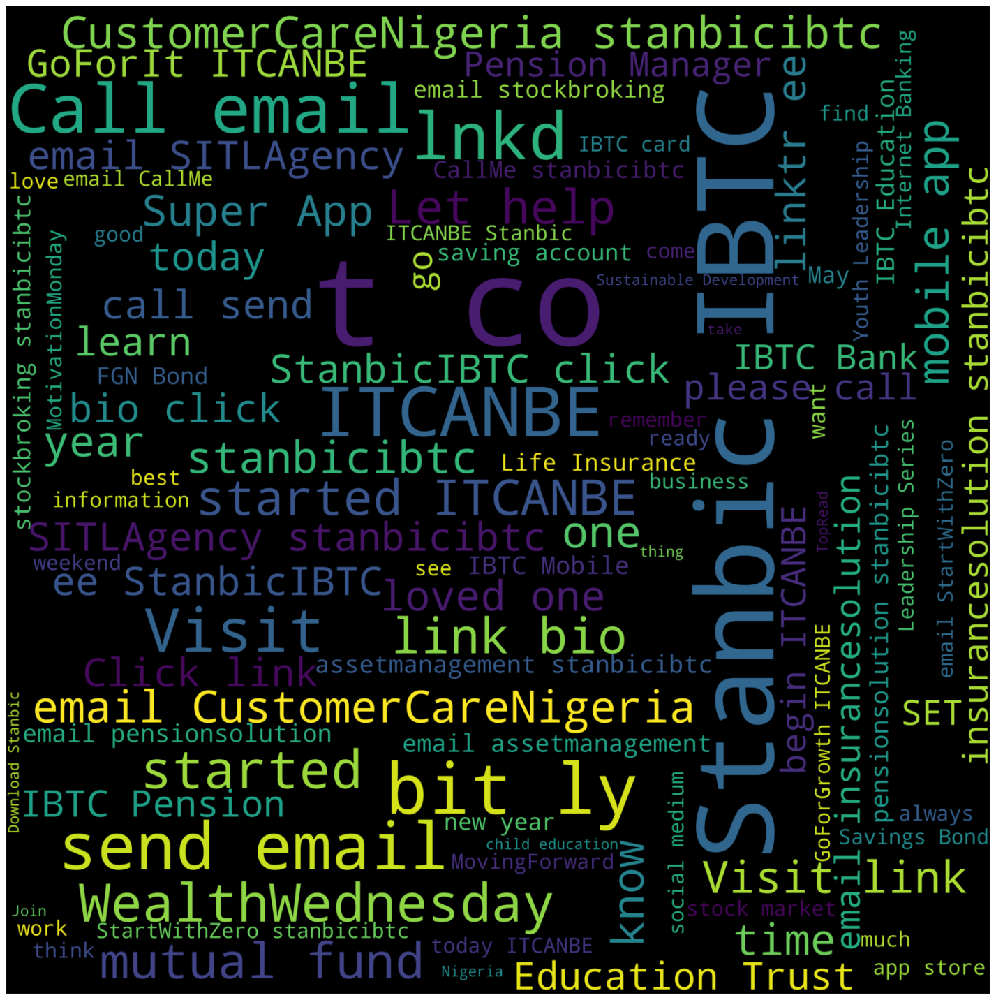 CustomerCareNigeria stanbicibtc
GoForIt ITCANBE
Pension Manager
Call email
email stockbroking
lnkd
IBTC card
email SITLAgency
CallMe stanbicibtc
love
email CallMe
Super App
Let help
good
ITCANBE Stanbic
today
go
saving account
come
t co
Sustainable Development
call send
learn
take
FGN Bond
StanbicIBTC click
bio click
ITCANBE
remember
ready
year
stanbicibtc
Life Insurance
best
business
information
started ITCANBE
SITLAgency stanbicibtc
one
thing
weekend
see
IBTC Mobile
ee StanbicIBTC
loved one
Visit
link bio
Click link
assetmanagement stanbicibtc
email CustomerCareNigeria
email pensionsolution
email assetmanagement
started
bit ly
IBTC Pension
new year
send email
child education
MovingForward
WealthWednesday
Join
work
StartWithZero stanbicibtc
think
mutual fund
today ITCANBE
Nigeria
Education Trust
stockbroking stanbicibtc
MotivationMonday
Download Stanbic
Stanbic IBTC
linktr ee
find
May
Youth Leadership
IBTC Education
Internet Banking
mobile app
insurancesolution stanbicibtc
IBTC Bank
please call
want
begin ITCANBE
TopRead
GoForGrowth ITCANBE
email insurancesolution
pensionsolution stanbicibtc
Leadership Series
email StartWithZero
SET
always
Savings Bond
Visit link
know
social medium
stock market
time
much
app store